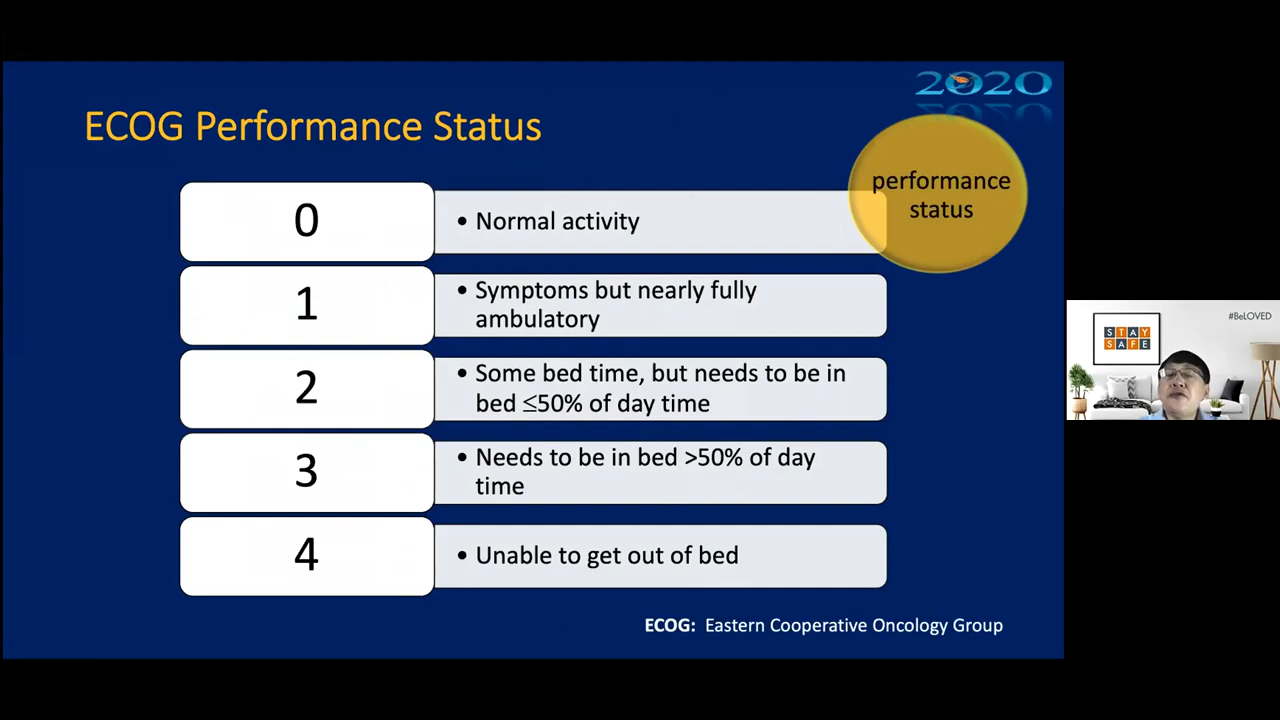 2020
ECOG Performance Status
performance
status
0
• Normal activity
1
• Symptoms but nearly fully
ambulatory
2
• Some bed time, but needs to be in
bed ≤50% of day time
3
• Needs to be in bed >50% of day
time
4
• Unable to get out of bed
ECOG: Eastern Cooperative Oncology Group
#BeLOVED
STAY
SAFE